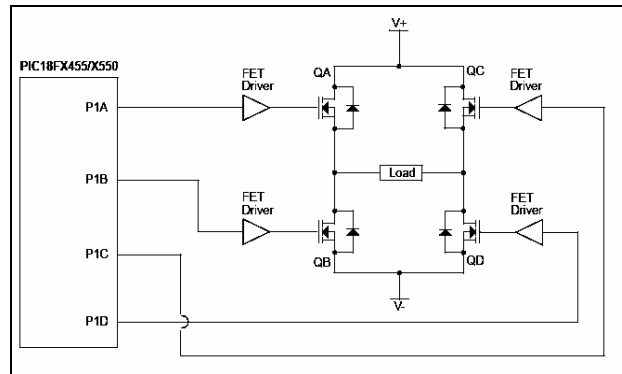 V+
PIC18FX455/X550
FET
Driver
QA
QC
FET
Driver
P1A
Load
P1B
FET
Driver
FET
Driver
P1C
QB
QD
P1D
V-